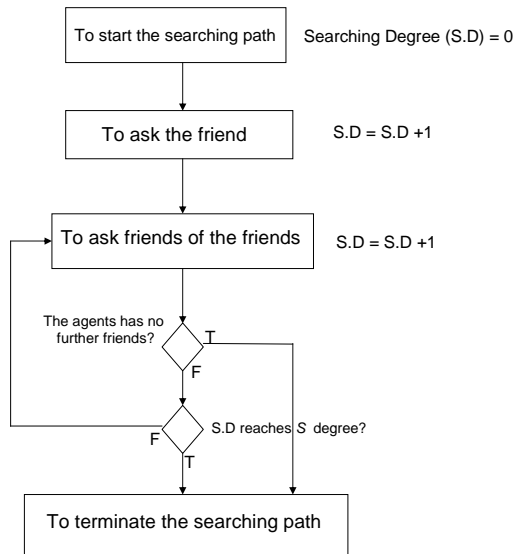 To start the searching path
Searching Degree (S.D) = 0
To ask the friend
S.D = S.D +1
To ask friends of the friends
S.D = S.D +1
The agents has no
further friends?
T
F
F
S.D reaches S degree?
T
To terminate the searching path